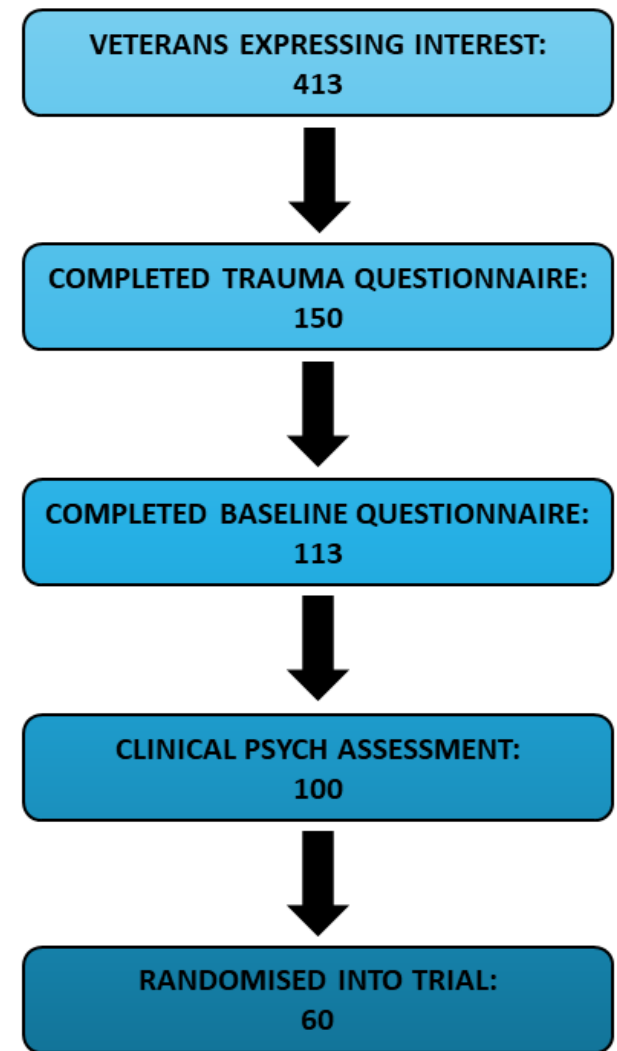 VETERANS EXPRESSING INTEREST:
413
COMPLETED TRAUMA QUESTIONNAIRE:
150
COMPLETED BASELINE QUESTIONNAIRE:
113
CLINICAL PSYCH ASSESSMENT:
100
RANDOMISED INTO TRIAL:
60